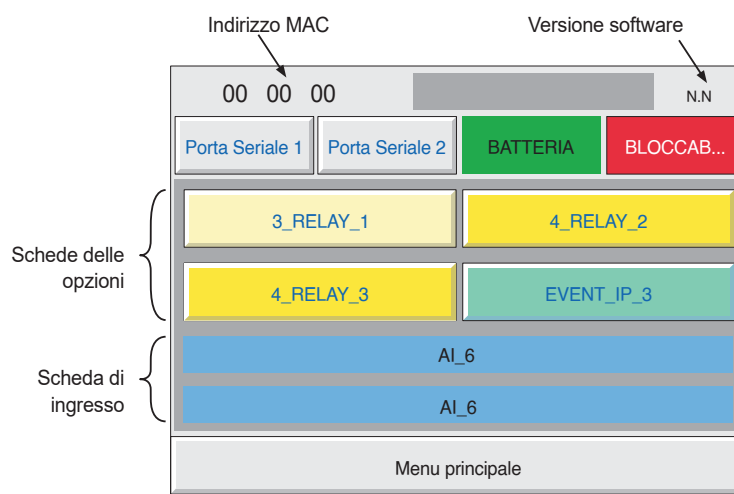 Indirizzo MAC
Versione software
00 00 00
N.N
Porta Seriale 1
Porta Seriale 2
BATTERIA
BLOCCAB...
Schede delle
opzioni
3_RELAY_1
4_RELAY_2
4_RELAY_3
EVENT_IP_3
Scheda di
ingresso
AI_6
AI_6
Menu principale